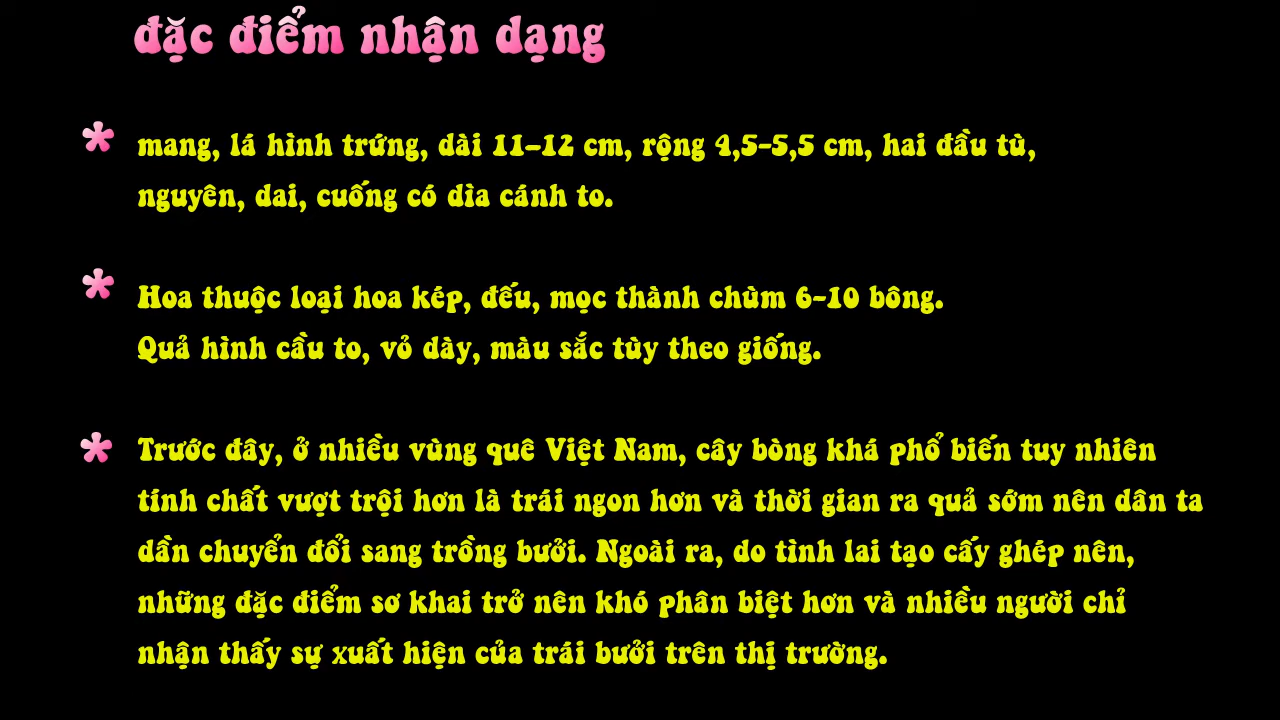 đặc điểm nhận dạng
* mang, lá hình trứng, dài 11–12 cm, rộng 4,5–5,5 cm, hai đầu tù,
nguyên, dai, cuống có dìa cánh to.
* Hoa thuộc loại hoa kép, đếu, mọc thành chùm 6–10 bông.
Quả hình cầu to, vỏ dày, màu sắc tùy theo giống.
* Trước đây, ở nhiều vùng quê Việt Nam, cây bòng khá phổ biến tuy nhiên
tính chất vượt trội hơn là trái ngon hơn và thời gian ra quả sớm nên dân ta
dần chuyển đổi sang trồng bưởi. Ngoài ra, do tình lai tạo cấy ghép nên,
những đặc điểm sơ khai trở nên khó phân biệt hơn và nhiều người chỉ
nhận thấy sự xuất hiện của trái bưởi trên thị trường.